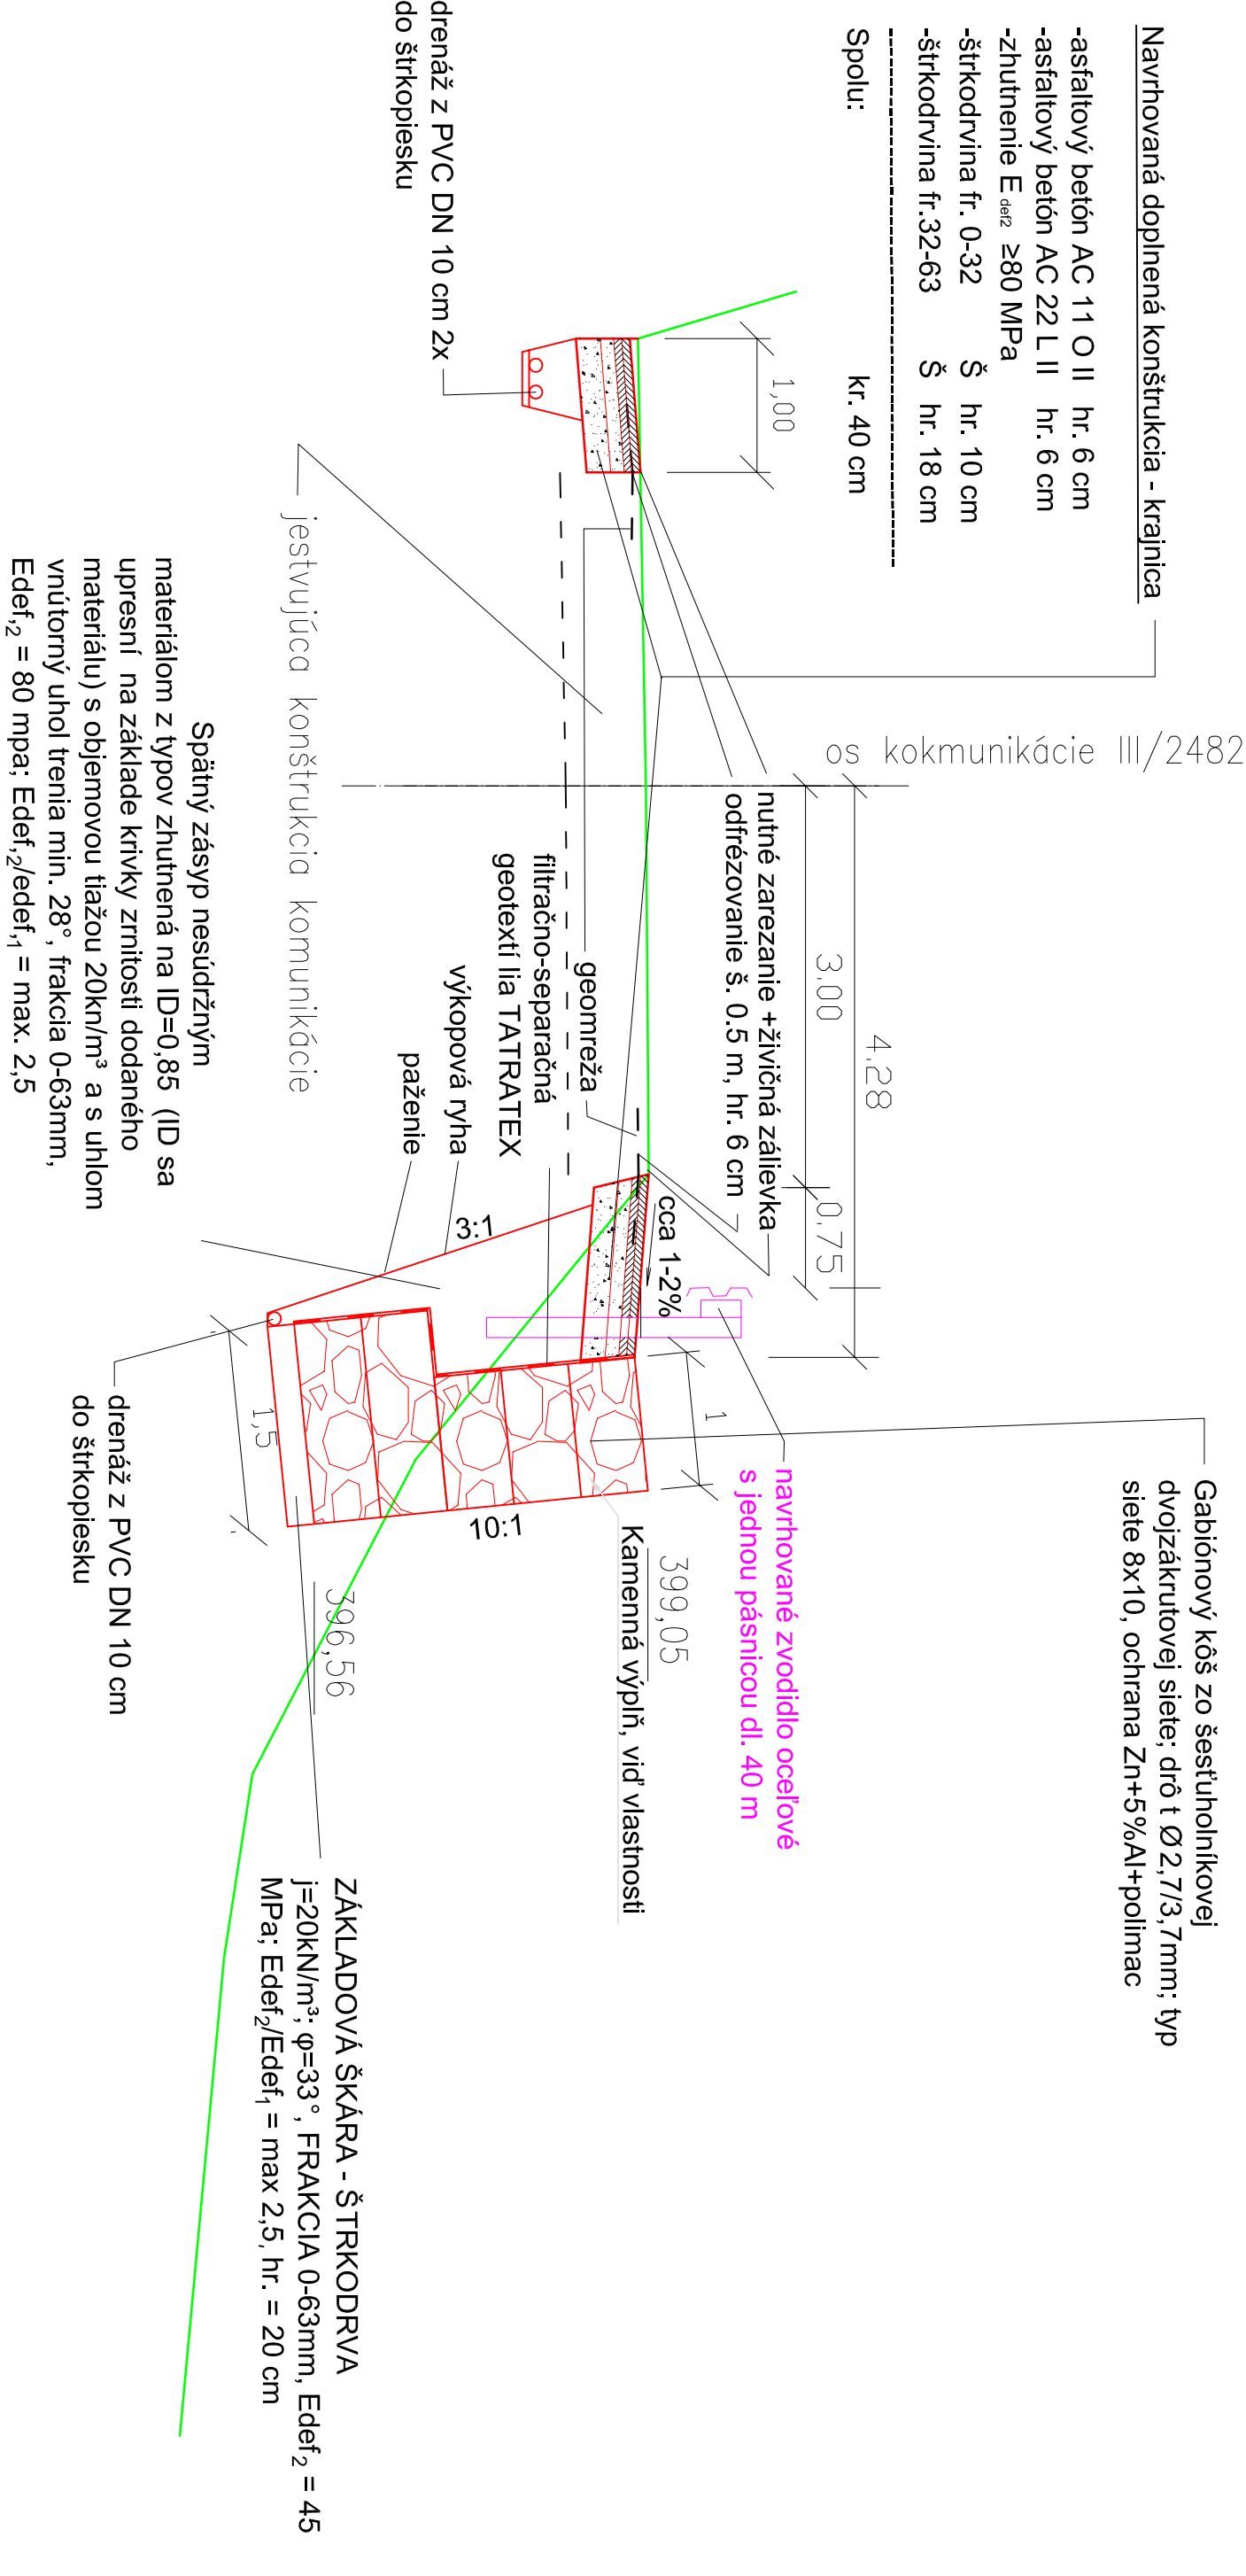 Navrhovaná doplnená konštrukcia - krajnica
-asfaltový betón AC 11 O II hr. 6 cm
-asfaltový betón AC 22 L II hr. 6 cm
-zhutnenie E def2 ≥80 MPa
-štrkodrvina fr. 0-32 Š hr. 10 cm
-štrkodrvina fr.32-63 Š hr. 18 cm
Spolu: kr. 40 cm
drenáž z PVC DN 10 cm 2x
do štrkopiesku
1,00
os kokmunikácie III/2482
jestvujúca konštrukcia komunikácie
Spätný zásyp nesúdržným
materiálom z typov zhutnená na ID=0,85 (ID sa
upresní na základe krivky zrnitosti dodaného
materiálu) s objemovou tiažou 20kn/m³ a s uhlom
vnútorný uhol trenia min. 28°, frakcia 0-63mm,
Edef,₂ = 80 mpa; Edef,₂/edef,₁ = max. 2,5
4.28
3.00
0.75
nutné zarezanie +živičná zálievka
odfrézovanie š. 0.5 m, hr. 6 cm
geomreža
filtračno-separačná
geotextí lia TATRATEX
výkopová ryha
paženie
3:1
cca 1-2%
1
1,5
10:1
drenáž z PVC DN 10 cm
do štrkopiesku
Gabiónový kôš zo šesťuholníkovej
dvojzákrutovej siete; drô t Ø2,7/3,7mm; typ
siete 8x10, ochrana Zn+5%Al+polimac
navrhované zvodidlo oceľové
s jednou pásnicou dl. 40 m
399,05
Kamenná výplň, viď vlastnosti
396,56
ZÁKLADOVÁ ŠKÁRA - ŠTRKODRVA
j=20kN/m³; φ=33°, FRAKCIA 0-63mm, Edef₂ = 45
MPa; Edef₂/Edef₁ = max 2,5, hr. = 20 cm